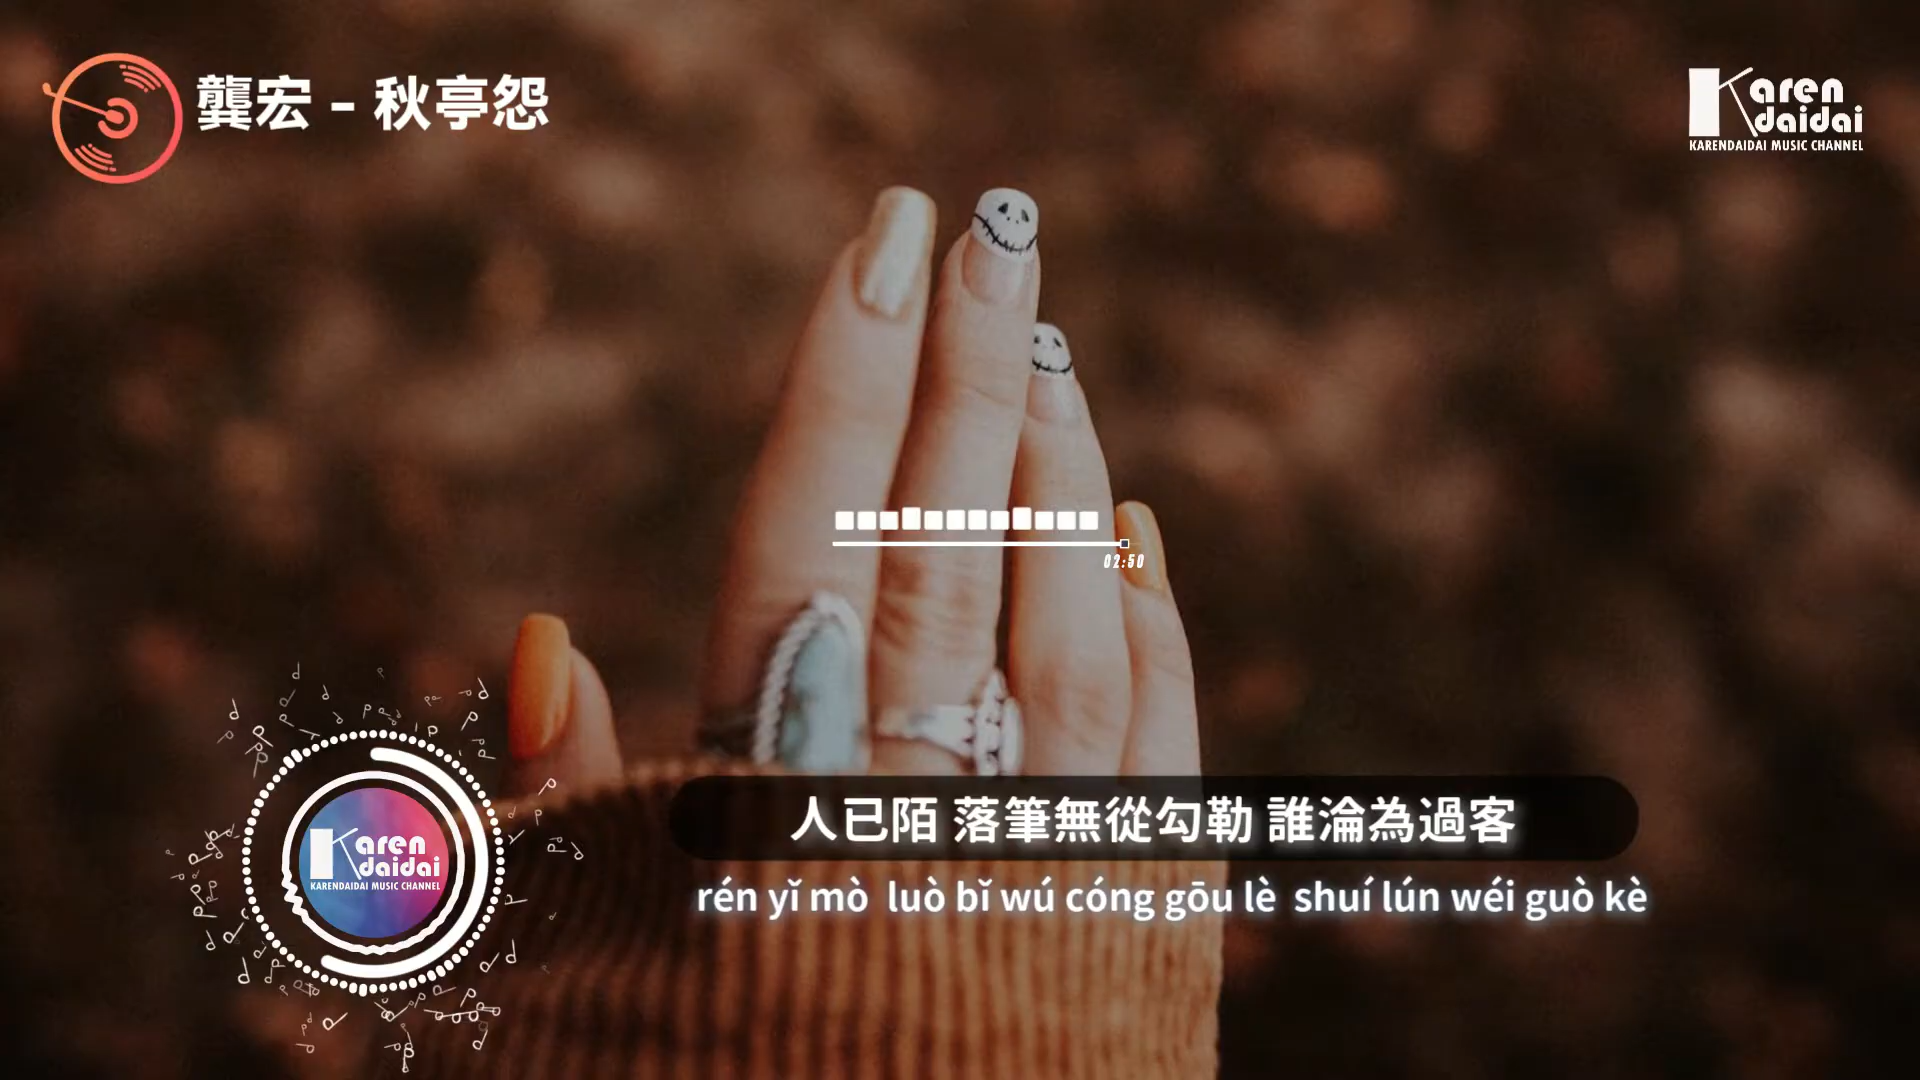 龔宏 – 秋亭怨
Karen
daidai
KARENDAIDAI MUSIC CHANNEL
02:50
人已陌 落筆無從勾勒 誰淪為過客
rén yǐ mò luò bǐ wú cóng gōu lè shuí lún wéi guò kè
Karen
daidai
KARENDAIDAI MUSIC CHANNEL